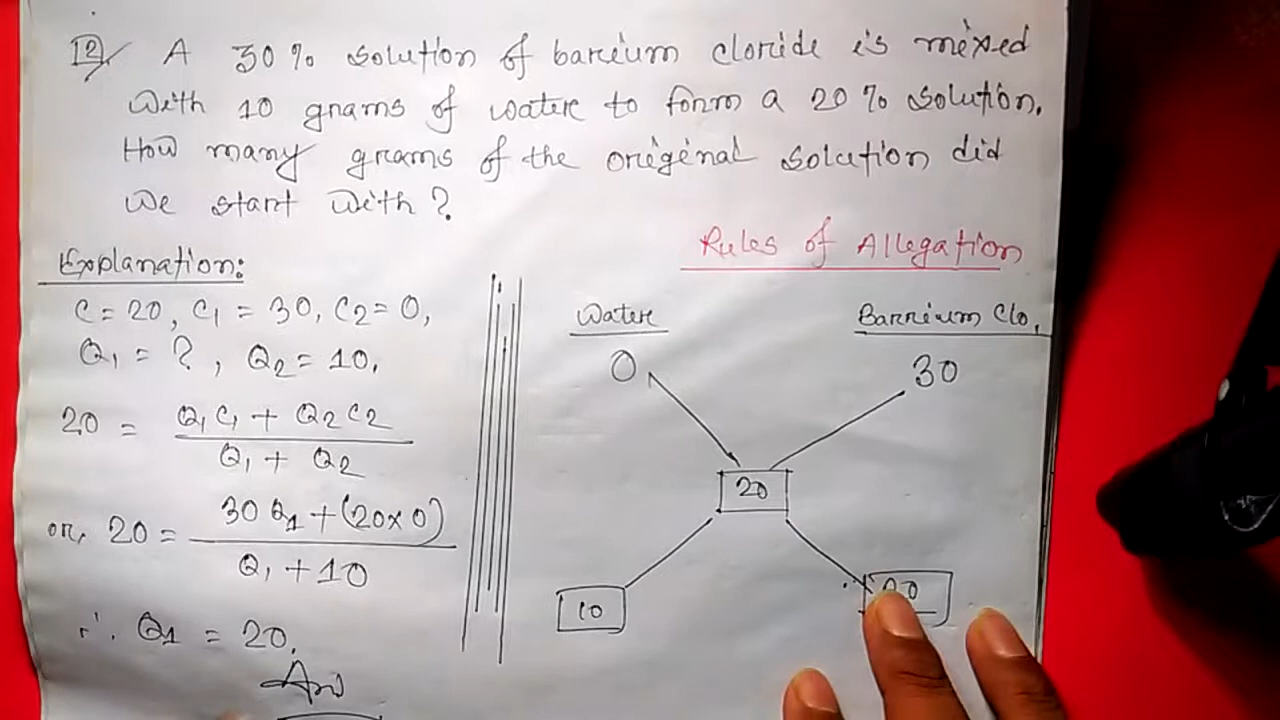 12 A 30% solution of barium cloride is mixed
with 10 grams of water to form a 20% solution.
How many grams of the original solution did
we start with?
Rules of Allegation
Explanation:
C = 20, C₁ = 30, C₂ = 0,
Q₁ = ?, Q₂ = 10.
20 = Q₁C₁ + Q₂C₂
Q₁ + Q₂
or, 20 = 30Q₁ + (20×0)
Q₁ + 10
∴ Q₁ = 20.
Ans
Water
Barrium Clo,
0
30
20
10